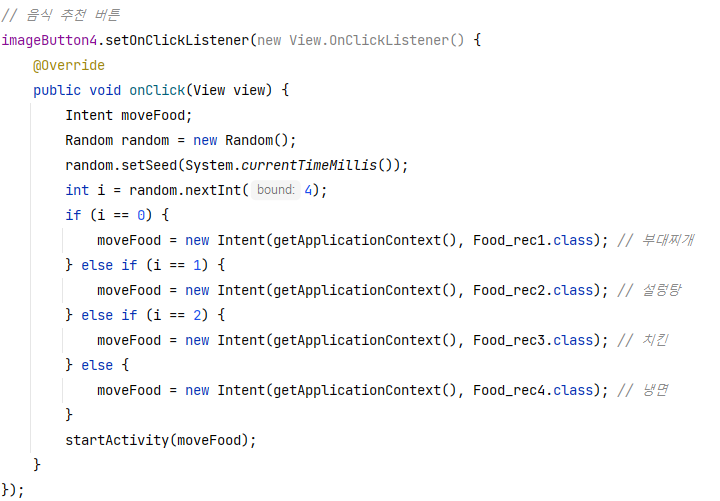 // 음식 추천 버튼
imageButton4.setOnClickListener(new View.OnClickListener() {
    @Override
    public void onClick(View view) {
        Intent moveFood;
        Random random = new Random();
        random.setSeed(System.currentTimeMillis());
        int i = random.nextInt( bound: 4);
        if (i == 0) {
            moveFood = new Intent(getApplicationContext(), Food_rec1.class); // 부대찌개
        } else if (i == 1) {
            moveFood = new Intent(getApplicationContext(), Food_rec2.class); // 설렁탕
        } else if (i == 2) {
            moveFood = new Intent(getApplicationContext(), Food_rec3.class); // 치킨
        } else {
            moveFood = new Intent(getApplicationContext(), Food_rec4.class); // 냉면
        }
        startActivity(moveFood);
    }
});